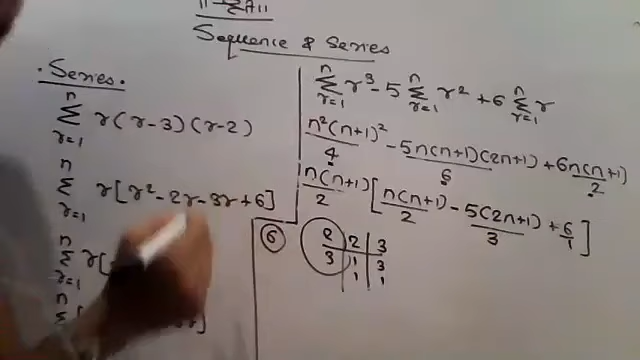 Sequence & Series
Series.
n
Σ r(r-3)(r-2)
r=1
n
Σ r[r²-2r-3r+6]
r=1
n
Σ r[
r=1
n
Σ[
n n n
Σ r³-5 Σ r² +6 Σ r
r=1 r=1 r=1
n²(n+1)² - 5n(n+1)(2n+1) + 6n(n+1)
4 6 2
n(n+1) [ n(n+1) - 5(2n+1) + 6 ]
2 2 3 1
6
2 2 3
3 1 3
1 1